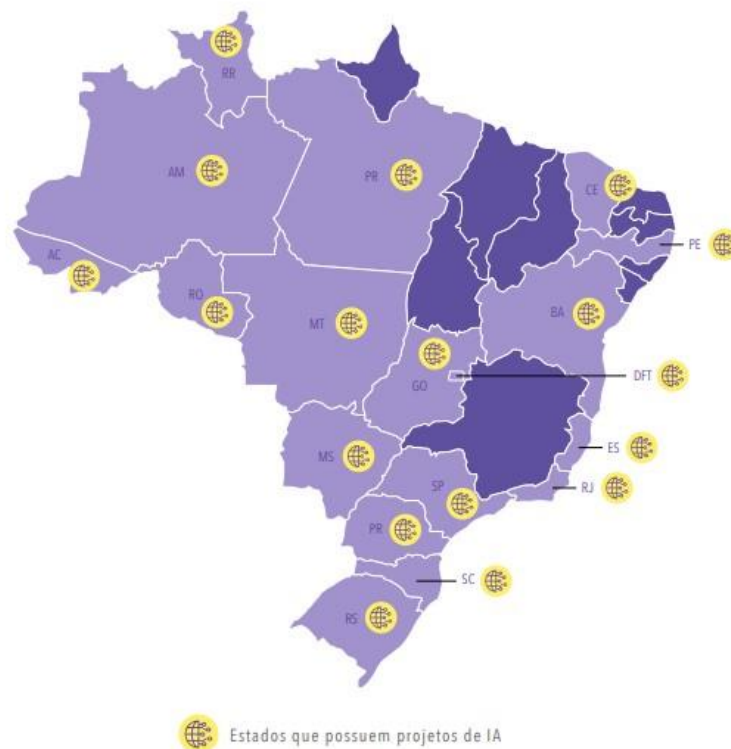 RR
AM
PR
CE
PE
AC
RO
MT
BA
GO
DFT
MS
ES
SP
RJ
PR
SC
RS
Estados que possuem projetos de IA